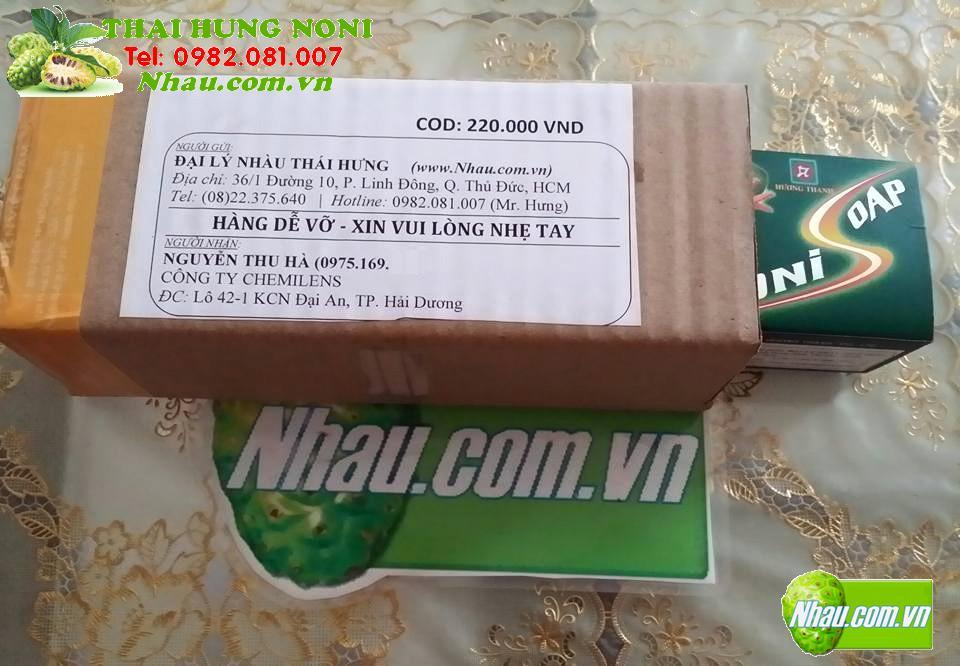 THAI HUNG NONI
Tel: 0982.081.007
Nhau.com.vn
COD: 220.000 VND
NGƯỜI GỬI:
ĐẠI LÝ NHÀU THÁI HƯNG (www.Nhau.com.vn)
Địa chỉ: 36/1 Đường 10, P. Linh Đông, Q. Thủ Đức, HCM
Tel: (08)22.375.640 | Hotline: 0982.081.007 (Mr. Hưng)
HÀNG DỄ VỠ - XIN VUI LÒNG NHẸ TAY
NGƯỜI NHẬN:
NGUYỄN THU HÀ (0975.169.
CÔNG TY CHEMILENS
ĐC: Lô 42-1 KCN Đại An, TP. Hải Dương
HƯƠNG THANH
SOAP
ONi
Nhau.com.vn
Nhau.com.vn